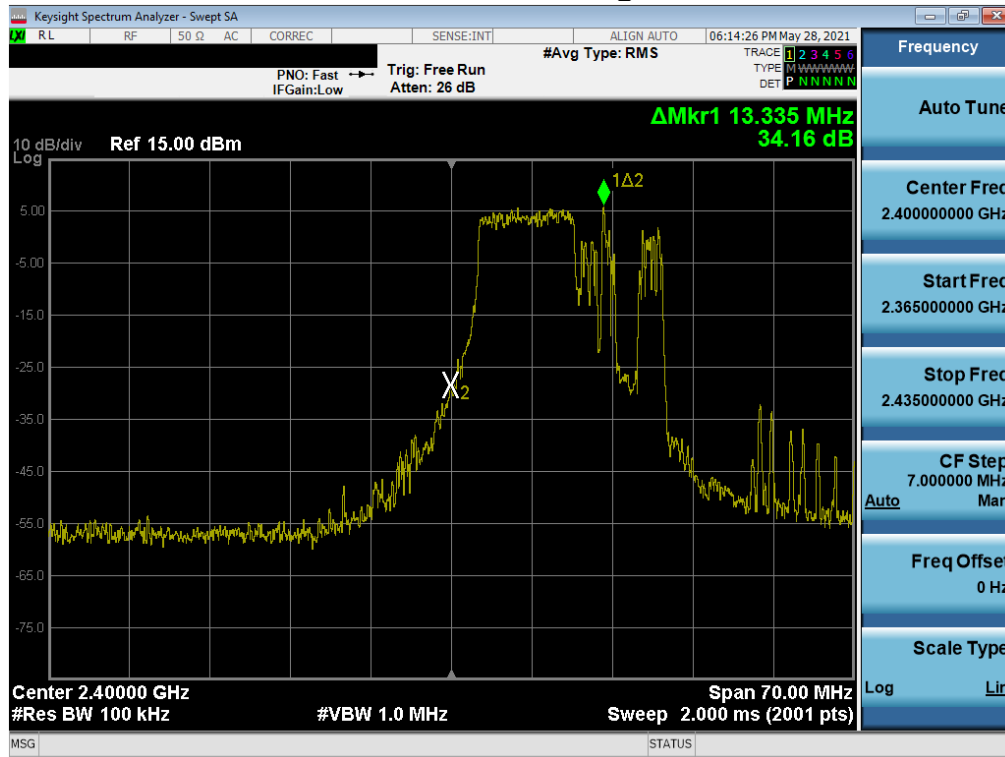 Keysight Spectrum Analyzer - Swept SA
LXI RL RF 50 Ω AC CORREC SENSE:INT ALIGN AUTO 06:14:26 PM May 28, 2021
#Avg Type: RMS
TRACE 1 2 3 4 5 6
TYPE M WWWWW
DET P N N N N N
PNO: Fast Trig: Free Run
IFGain:Low Atten: 26 dB
ΔMkr1 13.335 MHz
34.16 dB
10 dB/div Ref 15.00 dBm
Log
1Δ2
5.00
-5.00
-15.0
-25.0
2
-35.0
-45.0
-55.0
-65.0
-75.0
Center 2.40000 GHz Span 70.00 MHz
#Res BW 100 kHz #VBW 1.0 MHz Sweep 2.000 ms (2001 pts)
MSG STATUS
Frequency
Auto Tune
Center Freq
2.400000000 GHz
Start Freq
2.365000000 GHz
Stop Freq
2.435000000 GHz
CF Step
7.000000 MHz
Auto Man
Freq Offset
0 Hz
Scale Type
Log Lin